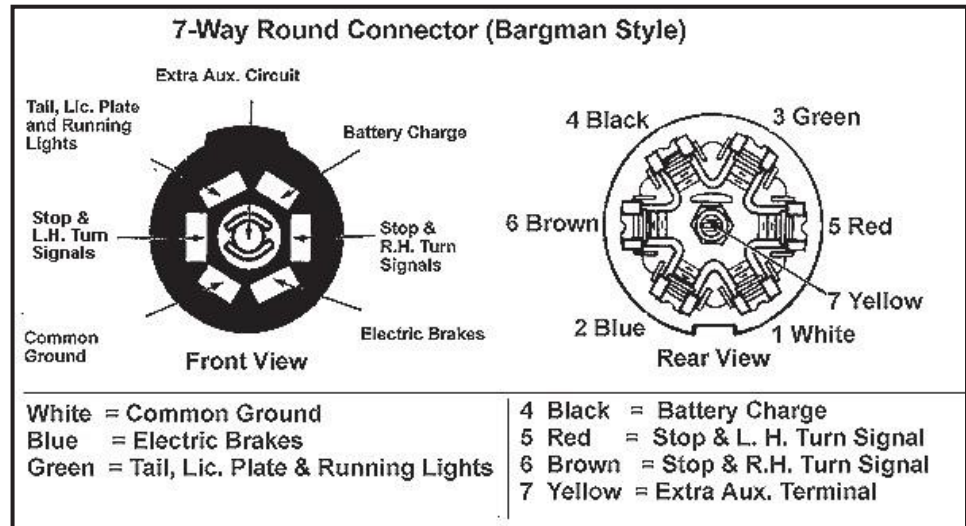 7-Way Round Connector (Bargman Style)
Extra Aux. Circuit
Tail, Lic. Plate
and Running
Lights
Battery Charge
Stop &
L.H. Turn
Signals
Stop &
R.H. Turn
Signals
Common
Ground
Electric Brakes
Front View
4 Black
3 Green
6 Brown
5 Red
7 Yellow
2 Blue
1 White
Rear View
White = Common Ground
Blue = Electric Brakes
Green = Tail, Lic. Plate & Running Lights
4 Black = Battery Charge
5 Red = Stop & L. H. Turn Signal
6 Brown = Stop & R.H. Turn Signal
7 Yellow = Extra Aux. Terminal